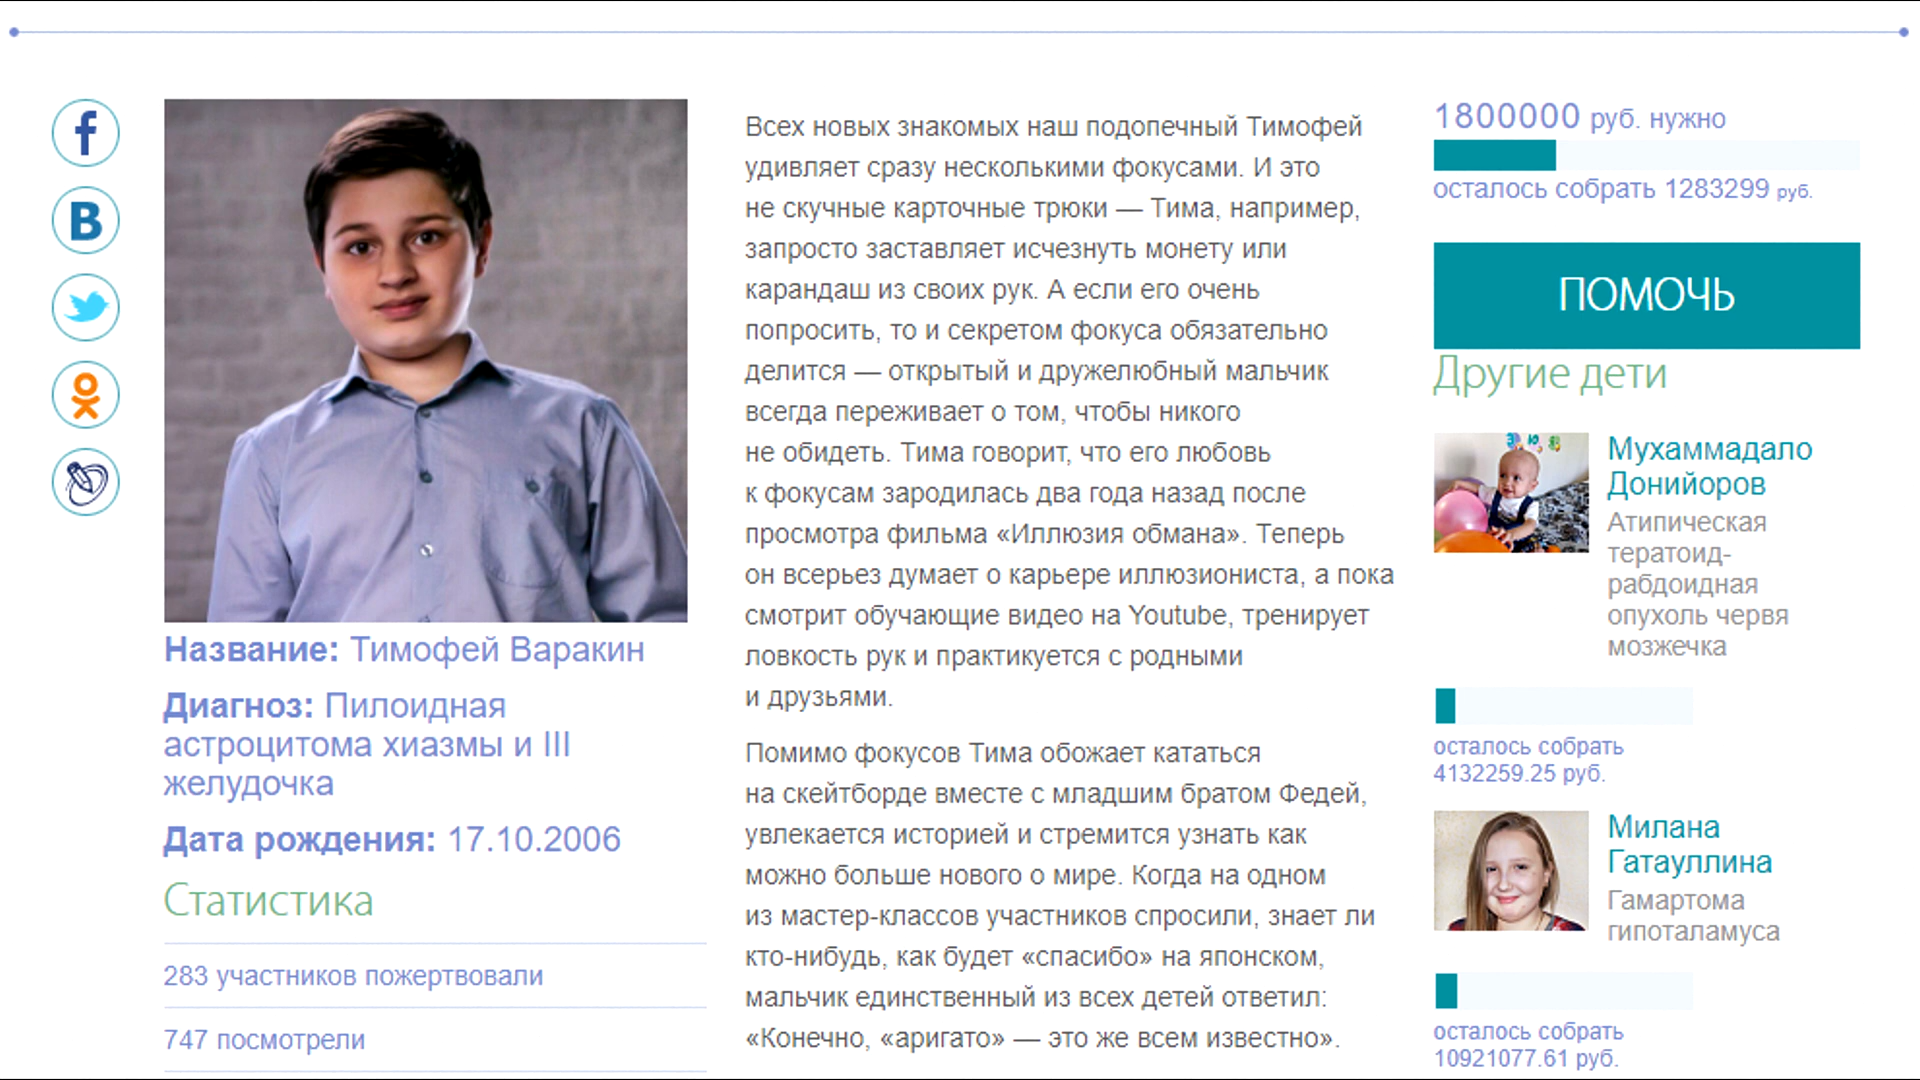 Всех новых знакомых наш подопечный Тимофей
удивляет сразу несколькими фокусами. И это
не скучные карточные трюки — Тима, например,
запросто заставляет исчезнуть монету или
карандаш из своих рук. А если его очень
попросить, то и секретом фокуса обязательно
делится — открытый и дружелюбный мальчик
всегда переживает о том, чтобы никого
не обидеть. Тима говорит, что его любовь
к фокусам зародилась два года назад после
просмотра фильма «Иллюзия обмана». Теперь
он всерьез думает о карьере иллюзиониста, а пока
смотрит обучающие видео на Youtube, тренирует
ловкость рук и практикуется с родными
и друзьями.
Помимо фокусов Тима обожает кататься
на скейтборде вместе с младшим братом Федей,
увлекается историей и стремится узнать как
можно больше нового о мире. Когда на одном
из мастер-классов участников спросили, знает ли
кто-нибудь, как будет «спасибо» на японском,
мальчик единственный из всех детей ответил:
«Конечно, «аригато» — это же всем известно».
Название: Тимофей Варакин
Диагноз: Пилоидная
астроцитома хиазмы и III
желудочка
Дата рождения: 17.10.2006
Статистика
283 участников пожертвовали
747 посмотрели
1800000 руб. нужно
осталось собрать 1283299 руб.
ПОМОЧЬ
Другие дети
Мухаммадало
Донийоров
Атипическая
тератоид-
рабдоидная
опухоль червя
мозжечка
осталось собрать
4132259.25 руб.
Милана
Гатауллина
Гамартома
гипоталамуса
осталось собрать
10921077.61 руб.